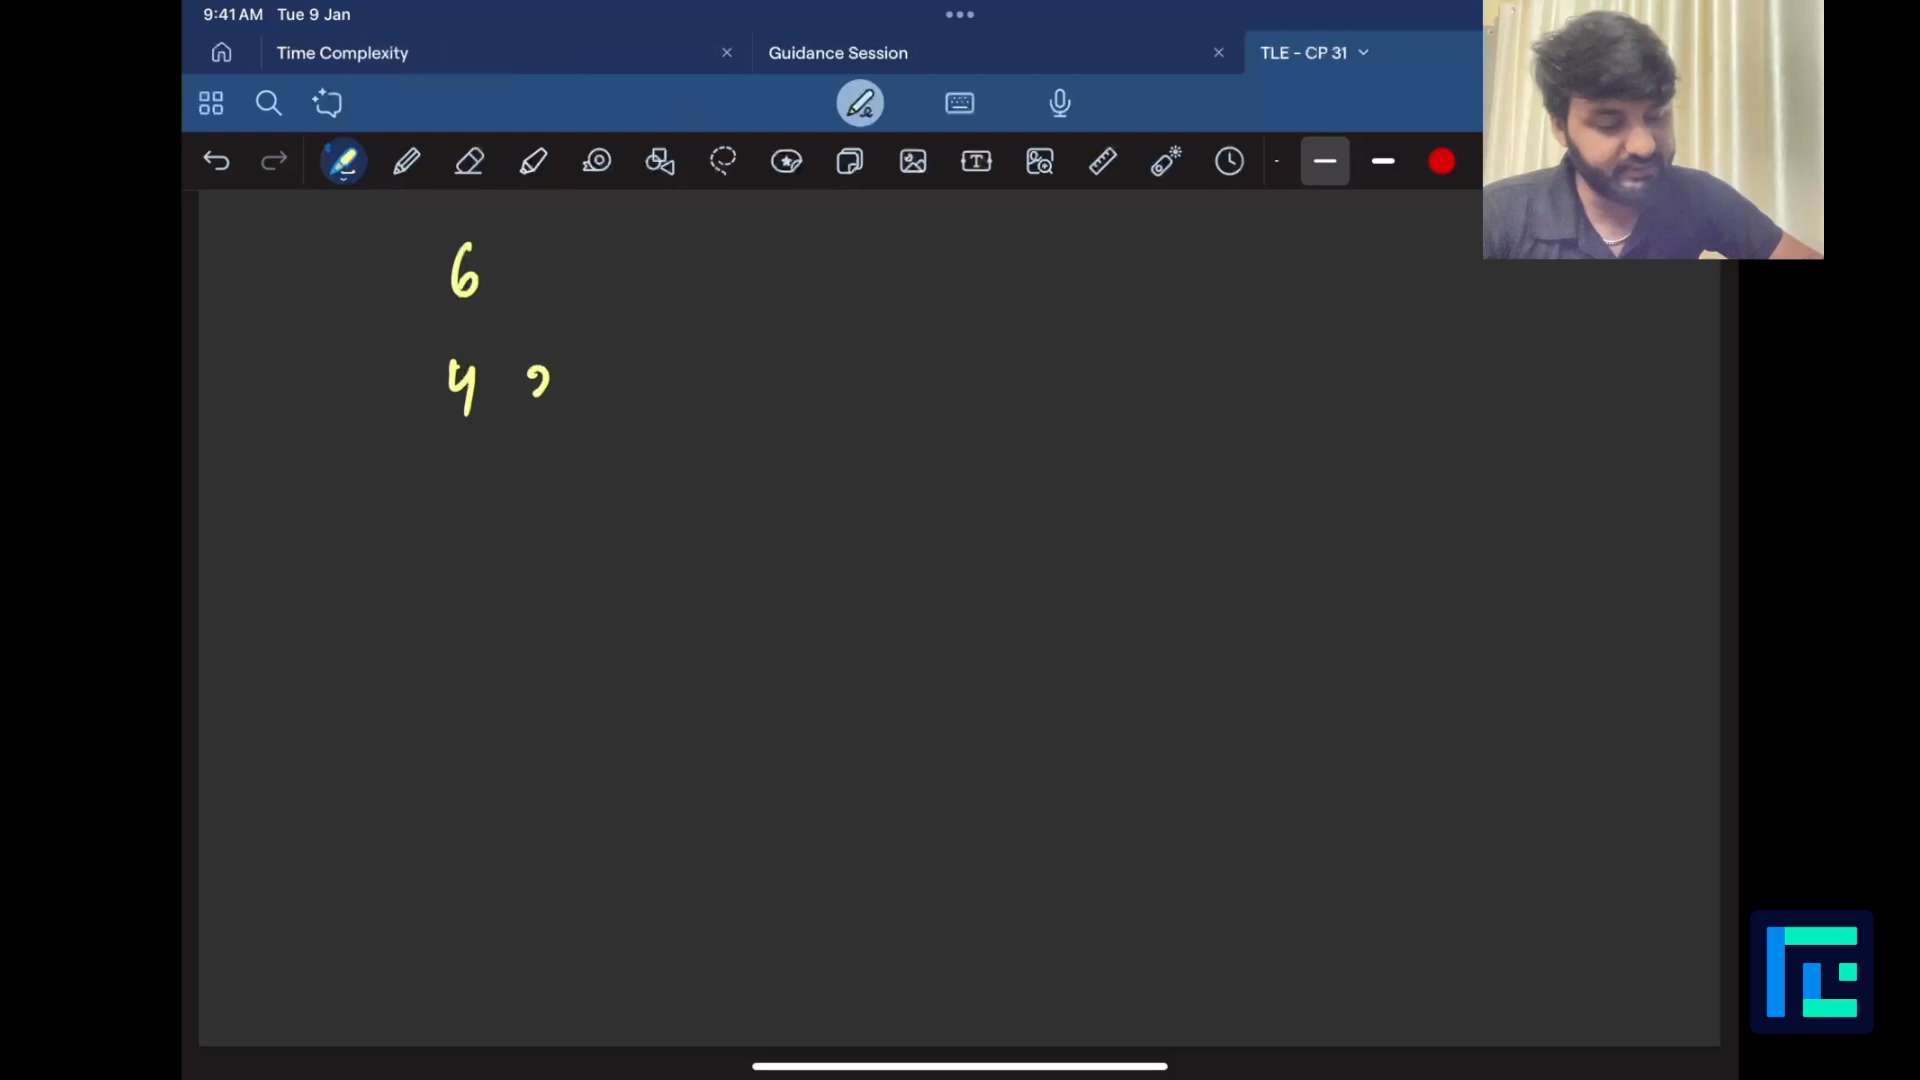 9:41 AM Tue 9 Jan
Time Complexity
Guidance Session
TLE - CP 31
6
4